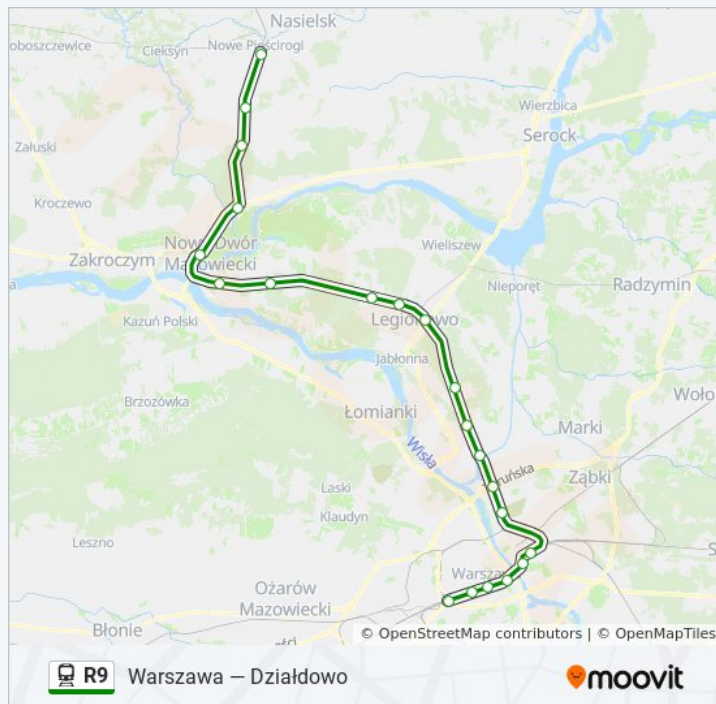 Nasielsk
oboszczewice
Cieksyn
Nowe Pieścirogi
Wierzbica
Serock
Załuski
Kroczewo
Nowy Dwór
Mazowiecki
Zakroczym
Wieliszew
Nieporęt
Radzymin
Kazuń Polski
Legionowo
Jabłonna
Brzozówka
Łomianki
Woło
Marki
Wisła
Toruńska
Ząbki
Laski
Klaudyn
Leszno
S
Warszawa
Ożarów
Mazowiecki
Błonie
ości
© OpenStreetMap contributors | © OpenMapTiles
R9 Warszawa — Działdowo
moovit